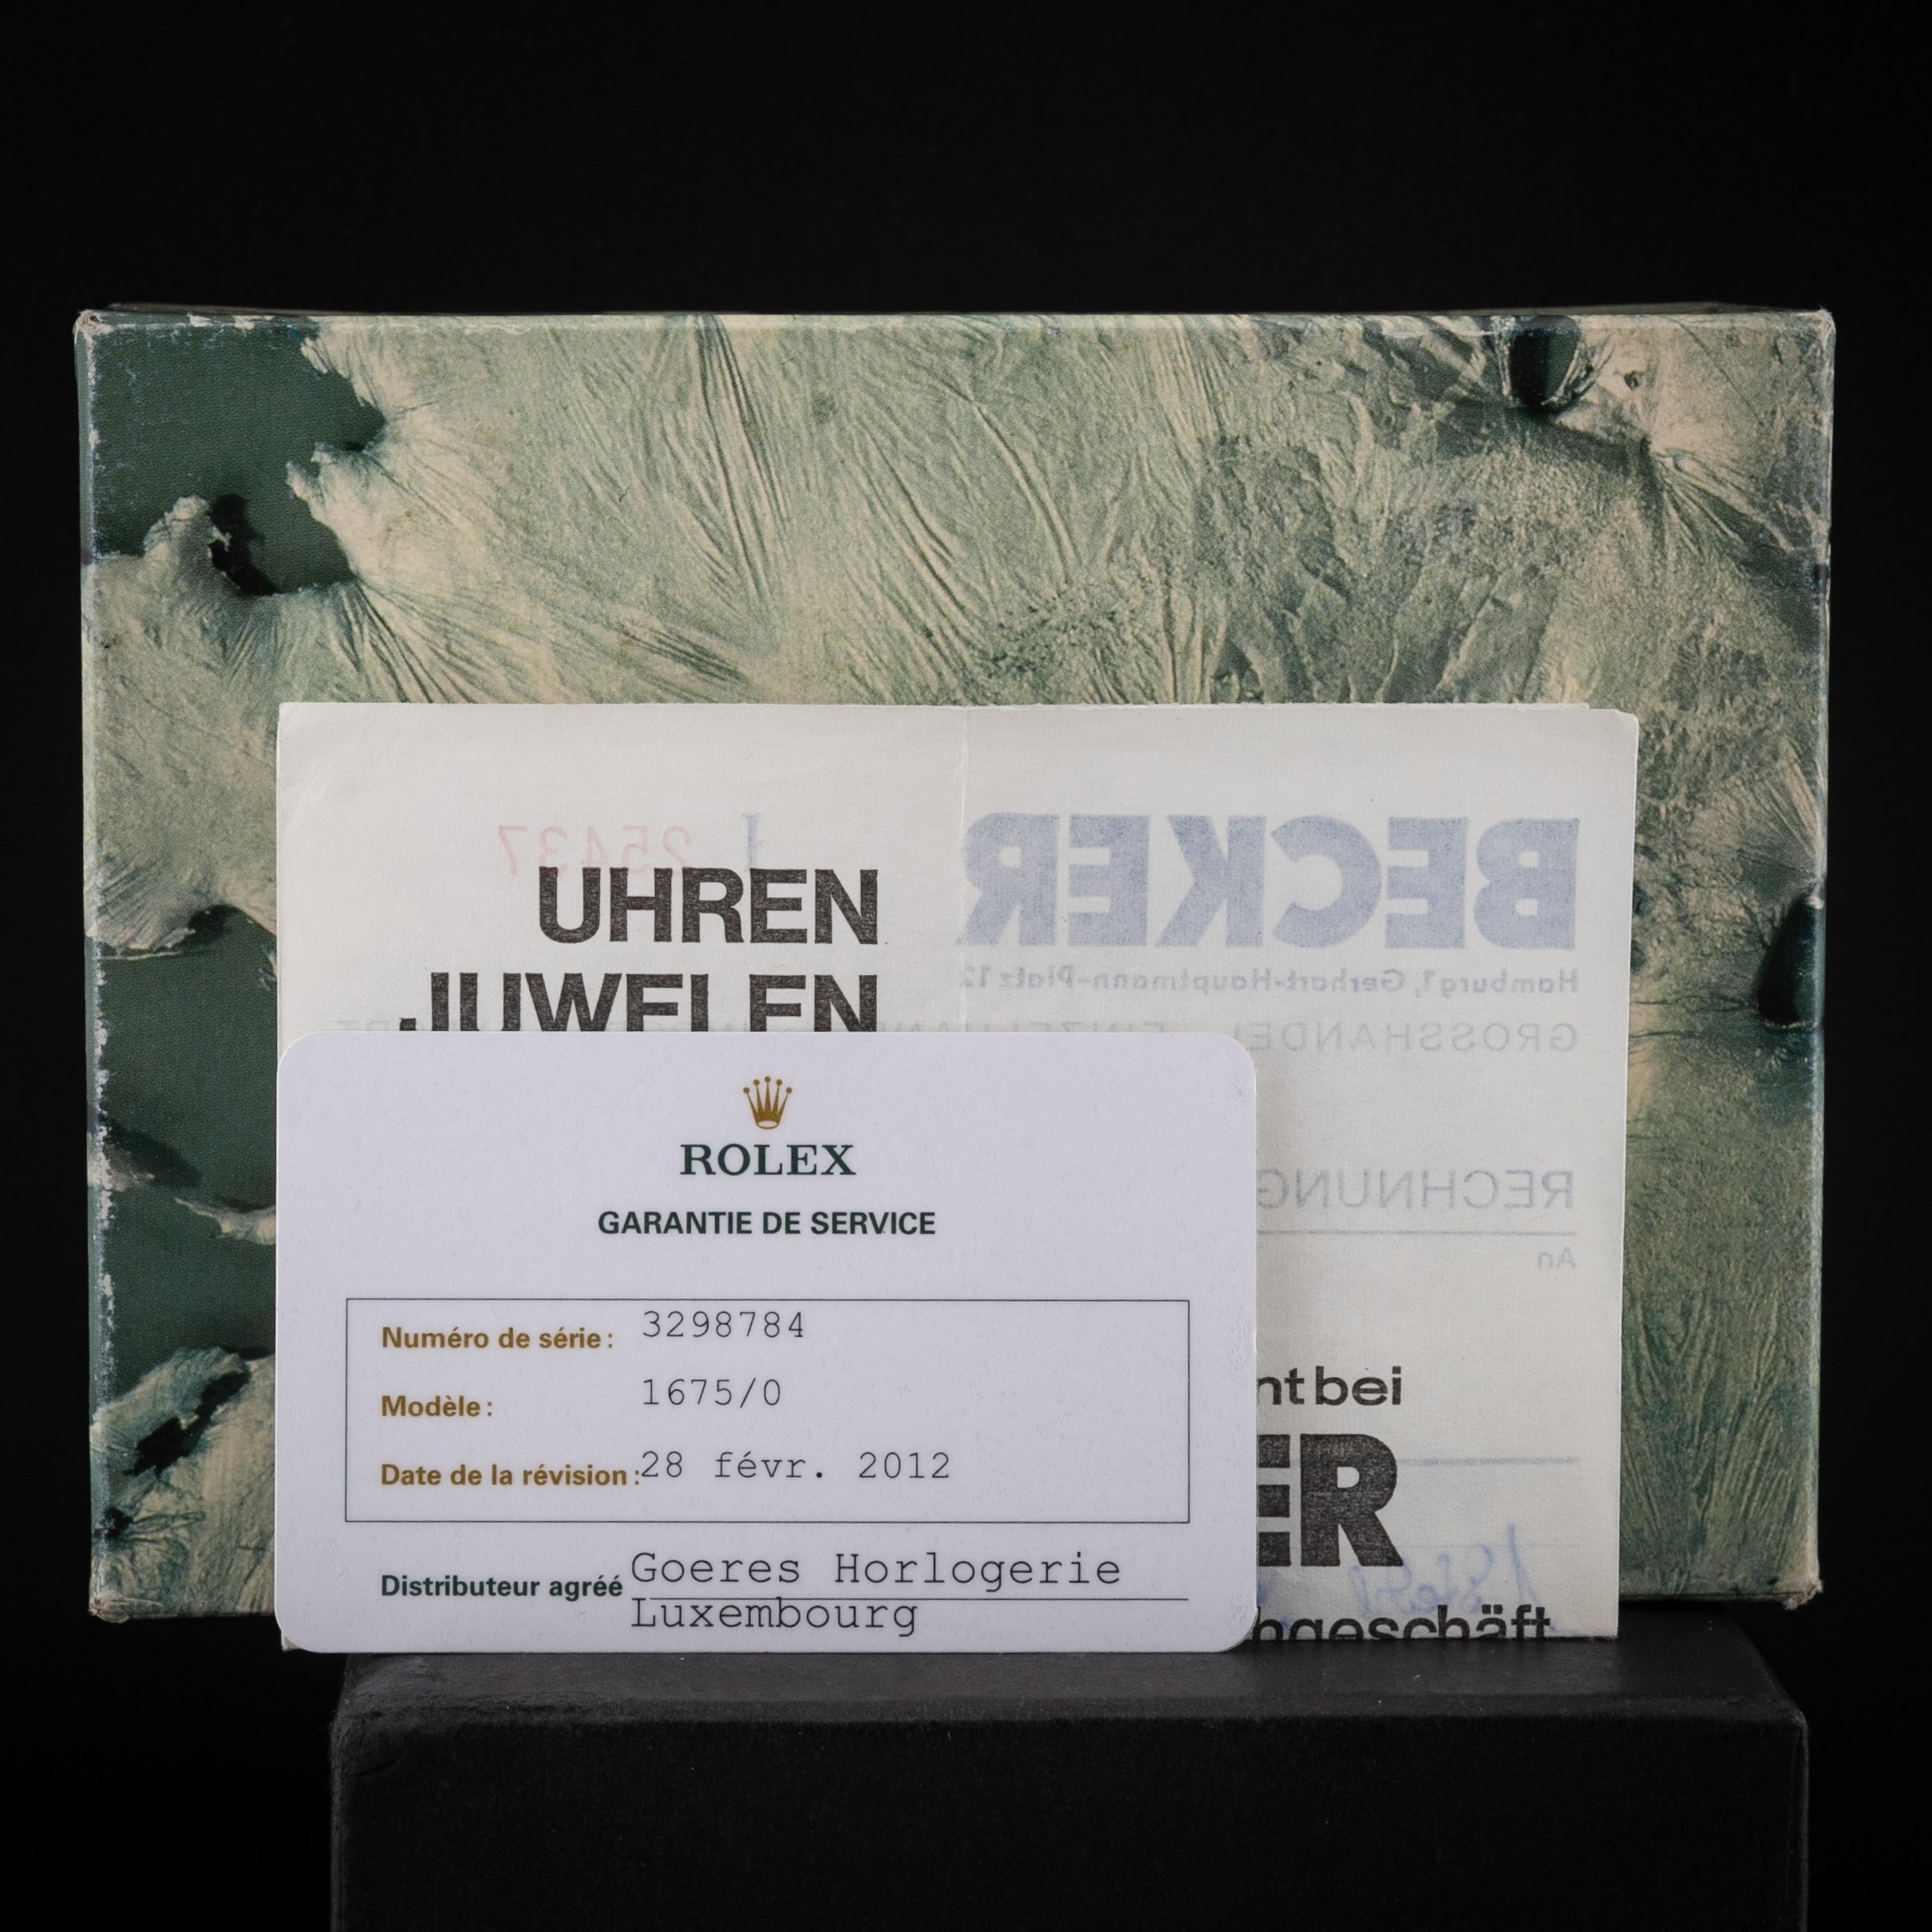 J 25437
BECKER
UHREN
JUWELEN
Hamburg 1, Gerhart-Hauptmann-Platz 12
GROSSHANDEL
RECHNUNG
An
ROLEX
GARANTIE DE SERVICE
Numéro de série: 3298784
Modèle: 1675/0
Date de la révision: 28 févr. 2012
Distributeur agréé Goeres Horlogerie
Luxembourg
nt bei
ER
hgeschäft